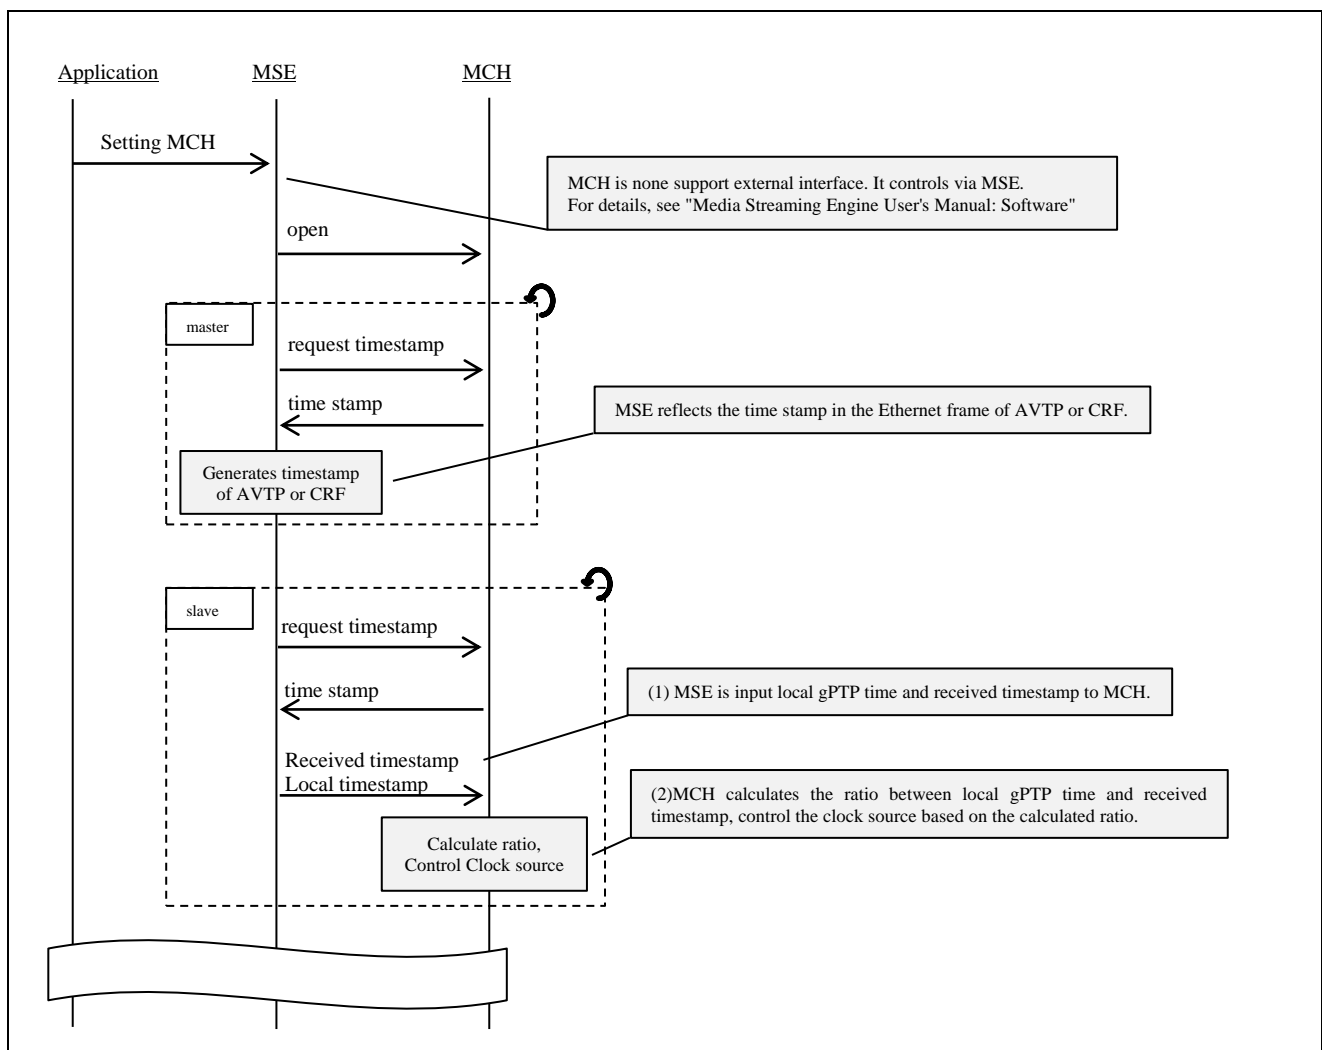 Application
MSE
MCH
Setting MCH
MCH is none support external interface. It controls via MSE.
For details, see "Media Streaming Engine User's Manual: Software"
open
master
request timestamp
time stamp
MSE reflects the time stamp in the Ethernet frame of AVTP or CRF.
Generates timestamp
of AVTP or CRF
slave
request timestamp
time stamp
(1) MSE is input local gPTP time and received timestamp to MCH.
Received timestamp
Local timestamp
(2)MCH calculates the ratio between local gPTP time and received
timestamp, control the clock source based on the calculated ratio.
Calculate ratio,
Control Clock source